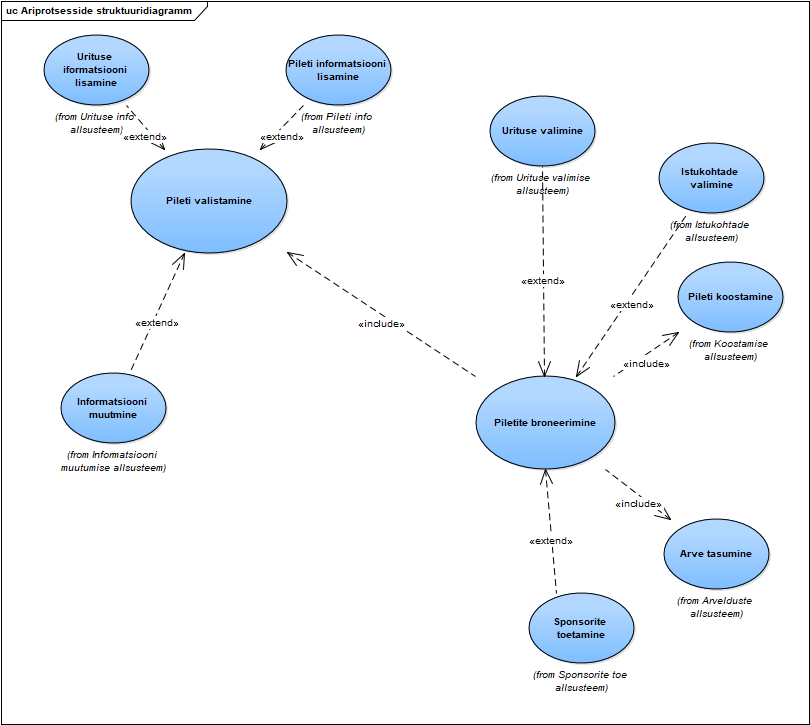 uc Ariprotsesside struktuuridiagramm
Urituse
iformatsiooni
lisamine
(from Urituse info
allsusteem)
«extend»
Pileti informatsiooni
lisamine
(from Pileti info
allsusteem)
«extend»
Urituse valimine
(from Urituse valimise
allsusteem)
Istukohtade
valimine
(from Istukohtade
allsusteem)
Pileti valistamine
«extend»
«extend»
Pileti koostamine
(from Koostamise
allsusteem)
«extend»
«include»
«include»
Informatsiooni
muutmine
(from Informatsiooni
muutumise allsusteem)
Piletite broneerimine
«include»
«extend»
Arve tasumine
(from Arvelduste
allsusteem)
Sponsorite
toetamine
(from Sponsorite toe
allsusteem)